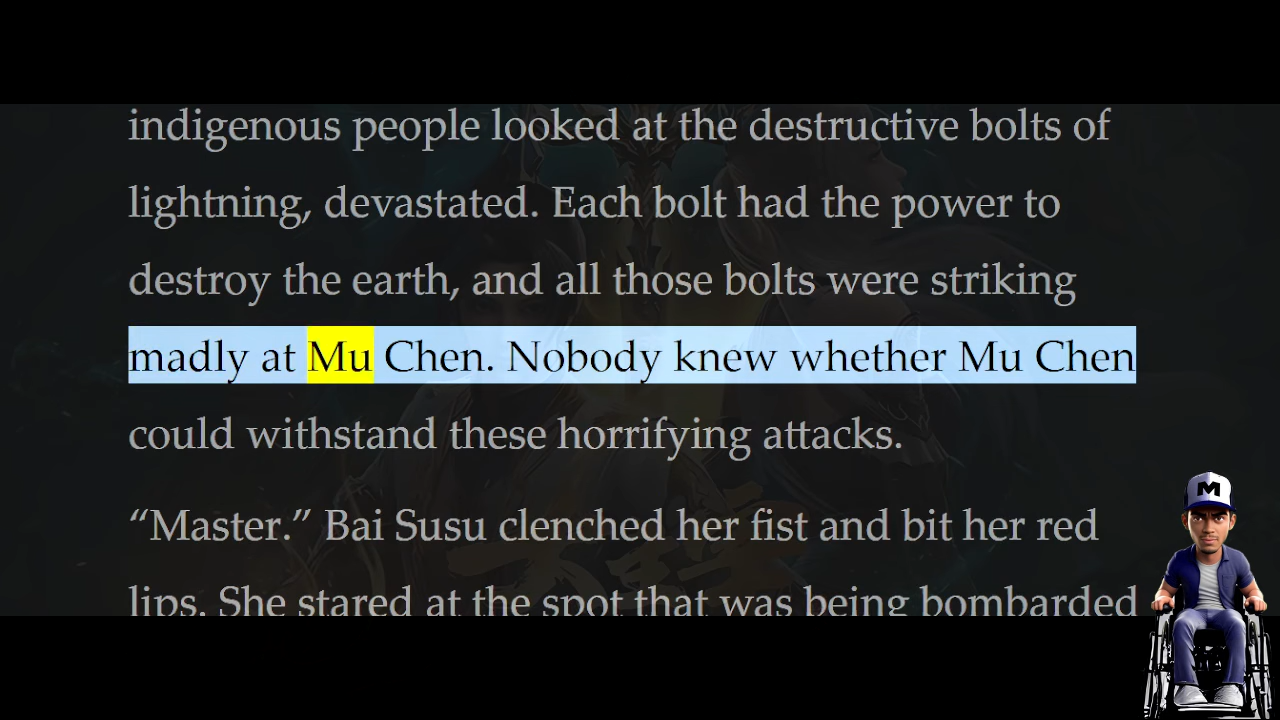 indigenous people looked at the destructive bolts of
lightning, devastated. Each bolt had the power to
destroy the earth, and all those bolts were striking
madly at Mu Chen. Nobody knew whether Mu Chen
could withstand these horrifying attacks.
“Master.” Bai Susu clenched her fist and bit her red
lips. She stared at the spot that was being bombarded
M